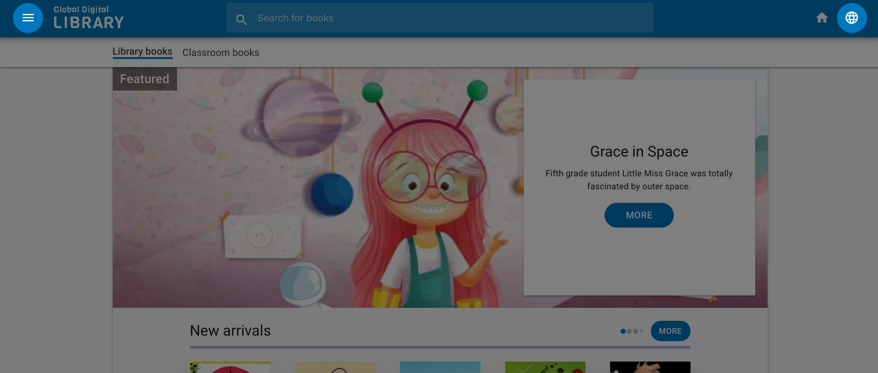 Global Digital
LIBRARY
Search for books
Library books
Classroom books
Featured
Grace in Space
Fifth grade student Little Miss Grace was totally
fascinated by outer space.
MORE
New arrivals
MORE